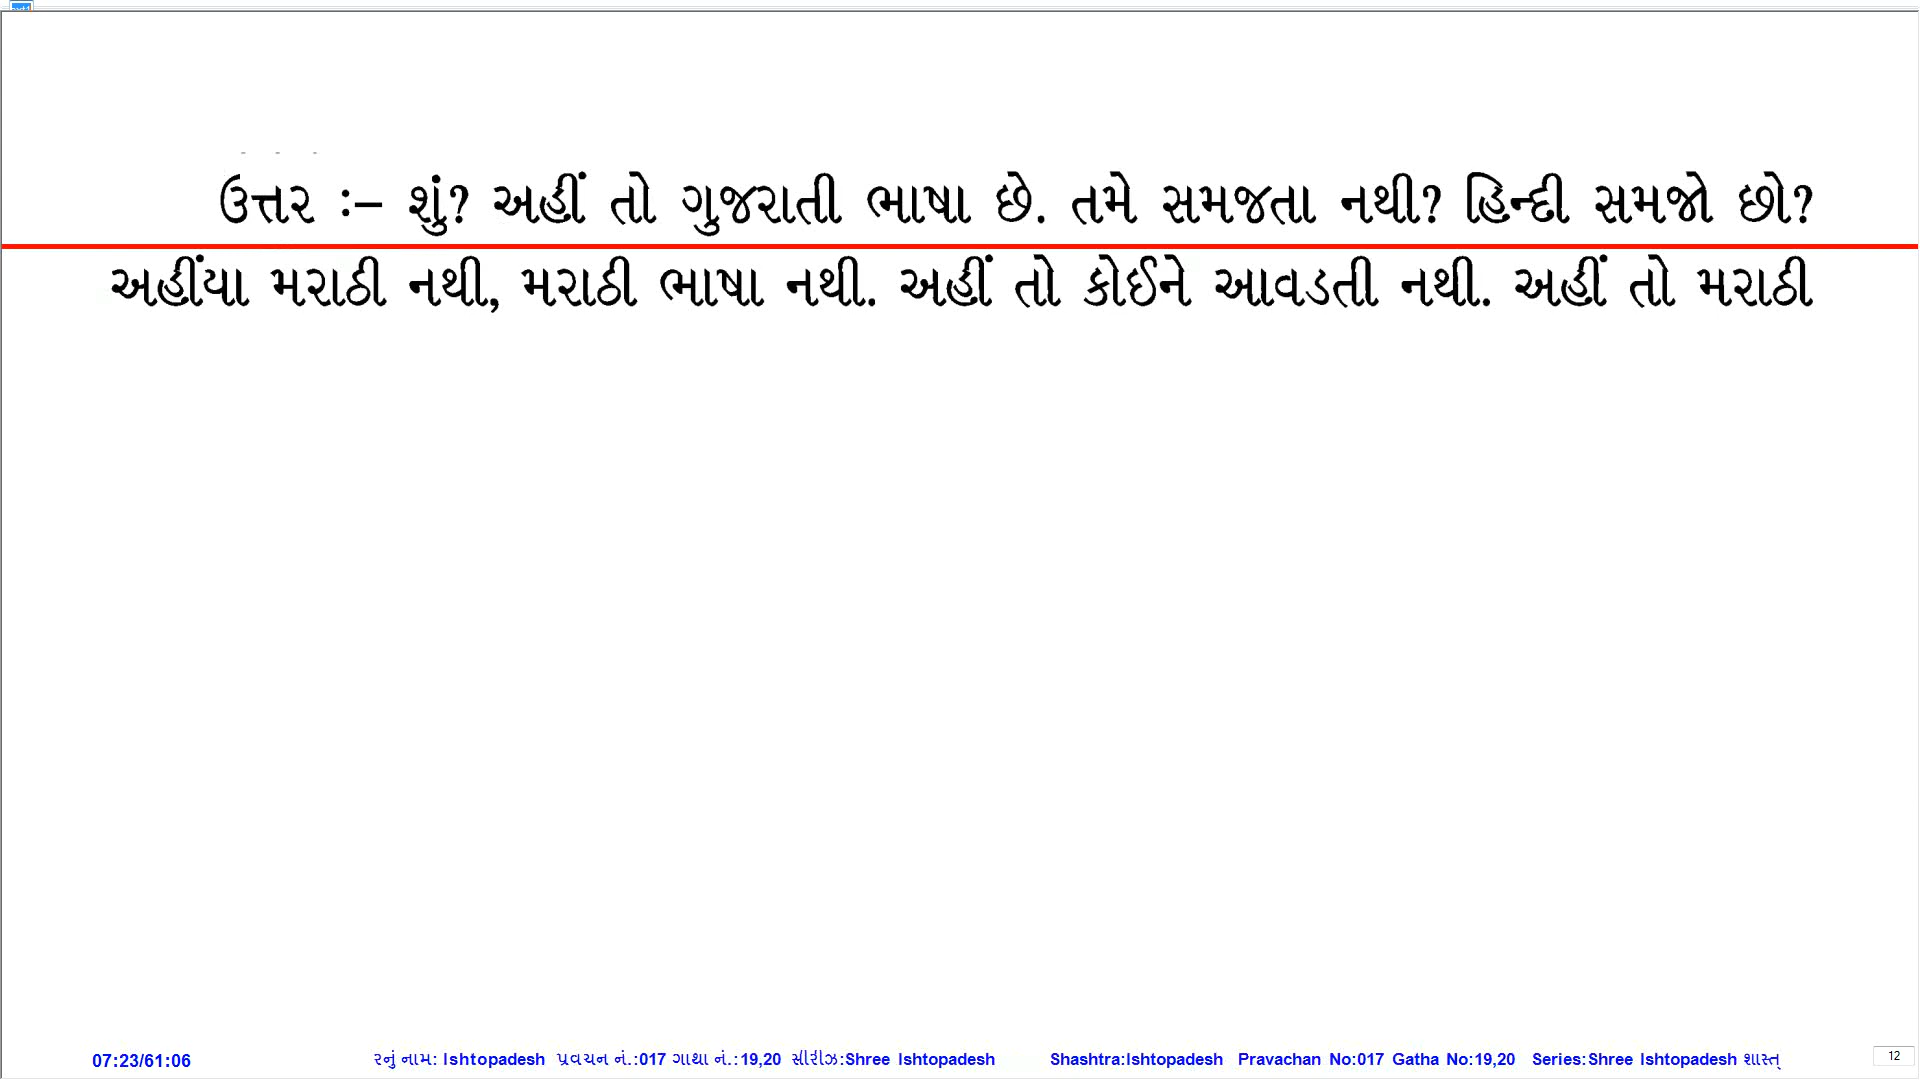 ઉત્તર :– શું? અહીં તો ગુજરાતી ભાષા છે. તમે સમજતા નથી? હિન્દી સમજો છો?
અહીંયા મરાઠી નથી, મરાઠી ભાષા નથી. અહીં તો કોઈને આવડતી નથી. અહીં તો મરાઠી
07:23/61:06 રનું નામ: Ishtopadesh પ્રવચન નં.:017 ગાથા નં.:19,20 સીરીઝ:Shree Ishtopadesh Shashtra:Ishtopadesh Pravachan No:017 Gatha No:19,20 Series:Shree Ishtopadesh શાસ્ત્ 12